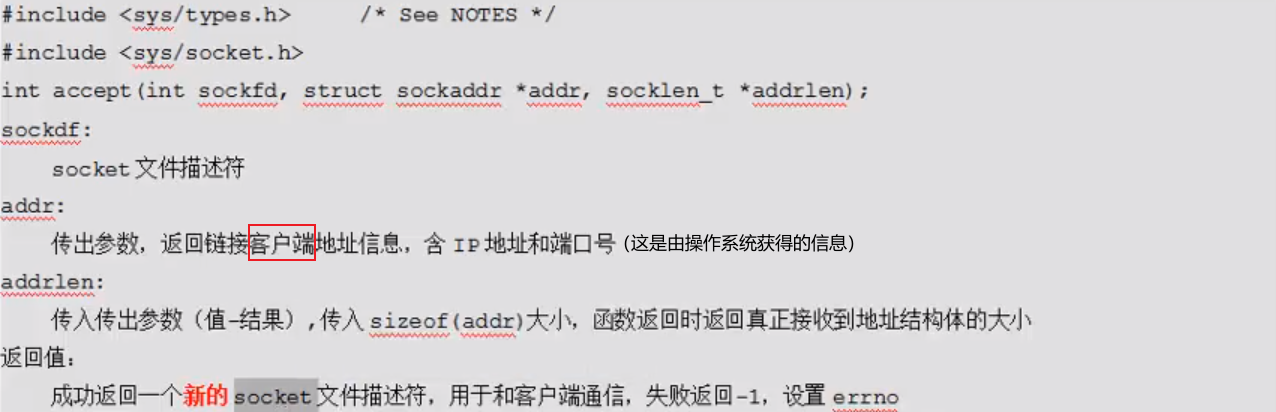 #include <sys/types.h> /* See NOTES */
#include <sys/socket.h>
int accept(int sockfd, struct sockaddr *addr, socklen_t *addrlen);
sockdf:
socket 文件描述符
addr:
传出参数，返回链接客户端地址信息，含 IP 地址和端口号 (这是由操作系统获得的信息)
addrlen:
传入传出参数（值-结果）,传入 sizeof(addr)大小，函数返回时返回真正接收到地址结构体的大小
返回值：
成功返回一个新的 socket 文件描述符，用于和客户端通信，失败返回-1，设置 errno